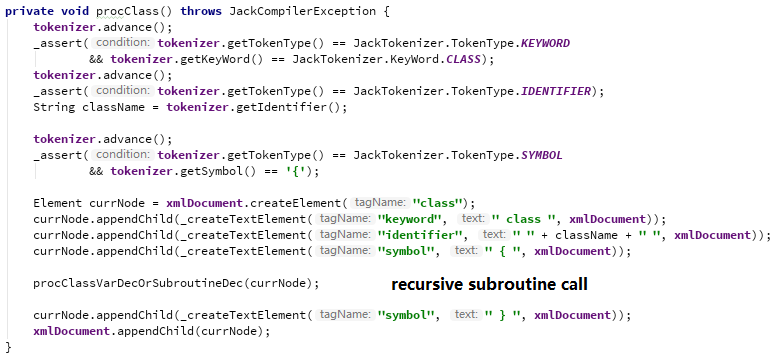 private void procClass() throws JackCompilerException {
tokenizer.advance();
_assert( condition: tokenizer.getTokenType() == JackTokenizer.TokenType.KEYWORD
&& tokenizer.getKeyWord() == JackTokenizer.KeyWord.CLASS);
tokenizer.advance();
_assert( condition: tokenizer.getTokenType() == JackTokenizer.TokenType.IDENTIFIER);
String className = tokenizer.getIdentifier();
tokenizer.advance();
_assert( condition: tokenizer.getTokenType() == JackTokenizer.TokenType.SYMBOL
&& tokenizer.getSymbol() == '{');
Element currNode = xmlDocument.createElement( tagName: "class");
currNode.appendChild(_createTextElement( tagName: "keyword", text: " class ", xmlDocument));
currNode.appendChild(_createTextElement( tagName: "identifier", text: " " + className + " ", xmlDocument));
currNode.appendChild(_createTextElement( tagName: "symbol", text: " { ", xmlDocument));
procClassVarDecOrSubroutineDec(currNode); recursive subroutine call
currNode.appendChild(_createTextElement( tagName: "symbol", text: " } ", xmlDocument));
xmlDocument.appendChild(currNode);
}